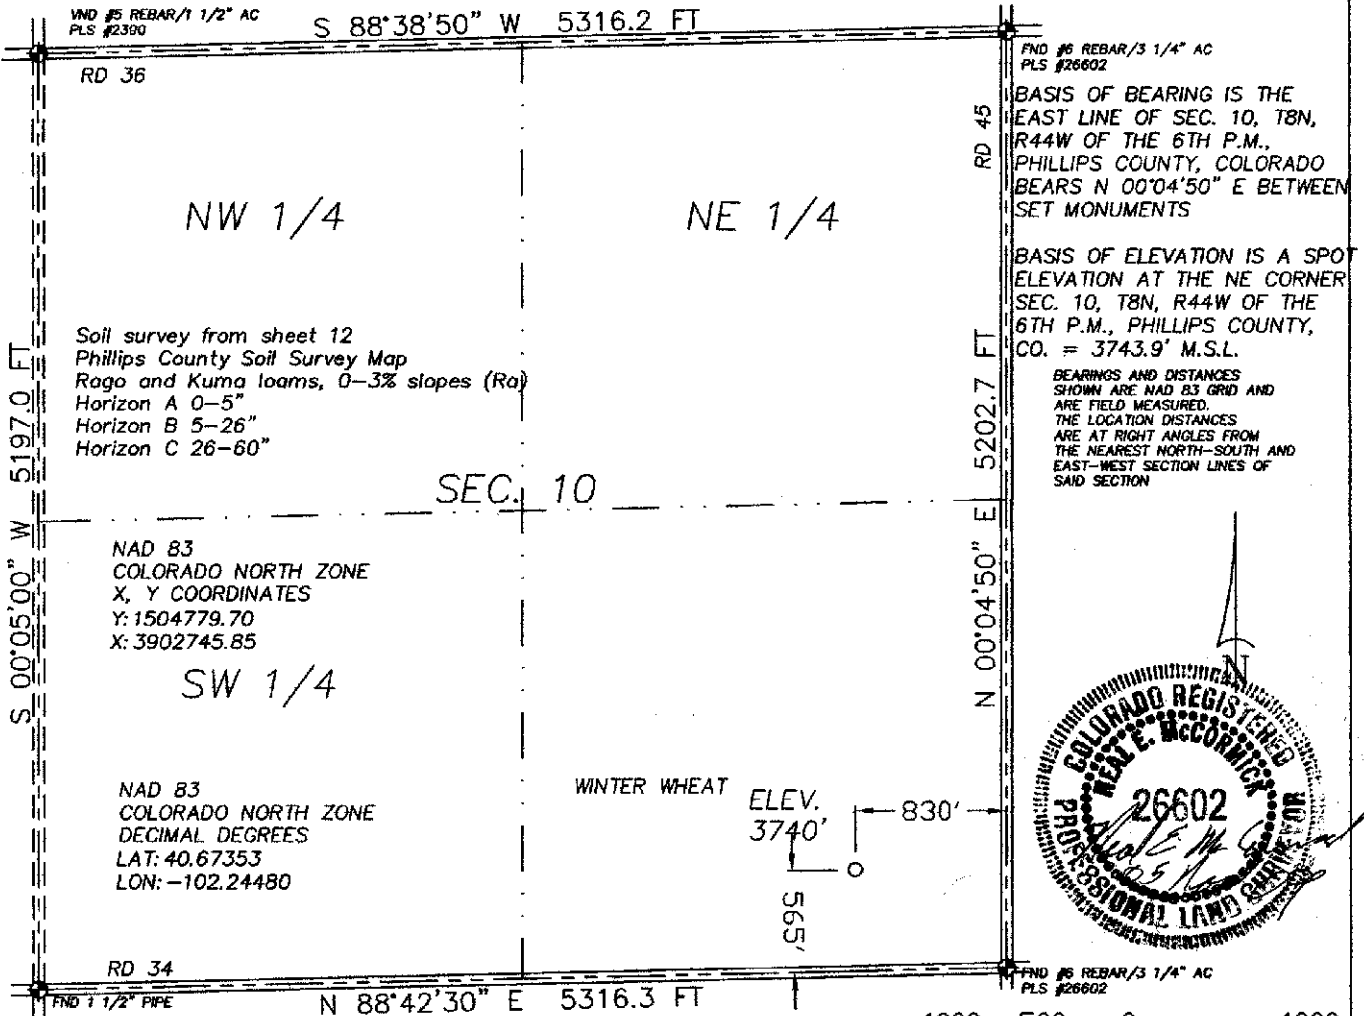 VND #5 REBAR/1 1/2" AC
PLS #2390
S 88°38'50" W 5316.2 FT
FND #6 REBAR/3 1/4" AC
PLS #26602
RD 36
RD 45
BASIS OF BEARING IS THE
EAST LINE OF SEC. 10, T8N,
R44W OF THE 6TH P.M.,
PHILLIPS COUNTY, COLORADO
BEARS N 00°04'50" E BETWEEN
SET MONUMENTS
NW 1/4
NE 1/4
BASIS OF ELEVATION IS A SPOT
ELEVATION AT THE NE CORNER
SEC. 10, T8N, R44W OF THE
6TH P.M., PHILLIPS COUNTY,
CO. = 3743.9' M.S.L.
Soil survey from sheet 12
Phillips County Soil Survey Map
Rago and Kuma loams, 0-3% slopes (Ra)
Horizon A 0-5"
Horizon B 5-26"
Horizon C 26-60"
BEARINGS AND DISTANCES
SHOWN ARE NAD 83 GRID AND
ARE FIELD MEASURED.
THE LOCATION DISTANCES
ARE AT RIGHT ANGLES FROM
THE NEAREST NORTH-SOUTH AND
EAST-WEST SECTION LINES OF
SAID SECTION
S 00°05'00" W 5197.0 FT
N 00°04'50" E 5202.7 FT
SEC. 10
NAD 83
COLORADO NORTH ZONE
X, Y COORDINATES
Y: 1504779.70
X: 3902745.85
SW 1/4
N
COLORADO REGISTERED
NEAL E. McCORMICK
26602
PROFESSIONAL LAND SURVEYOR
NAD 83
COLORADO NORTH ZONE
DECIMAL DEGREES
LAT: 40.67353
LON: -102.24480
WINTER WHEAT
ELEV.
3740'
830'
565'
RD 34
FND 1 1/2" PIPE
N 88°42'30" E 5316.3 FT
FND #6 REBAR/3 1/4" AC
PLS #26602